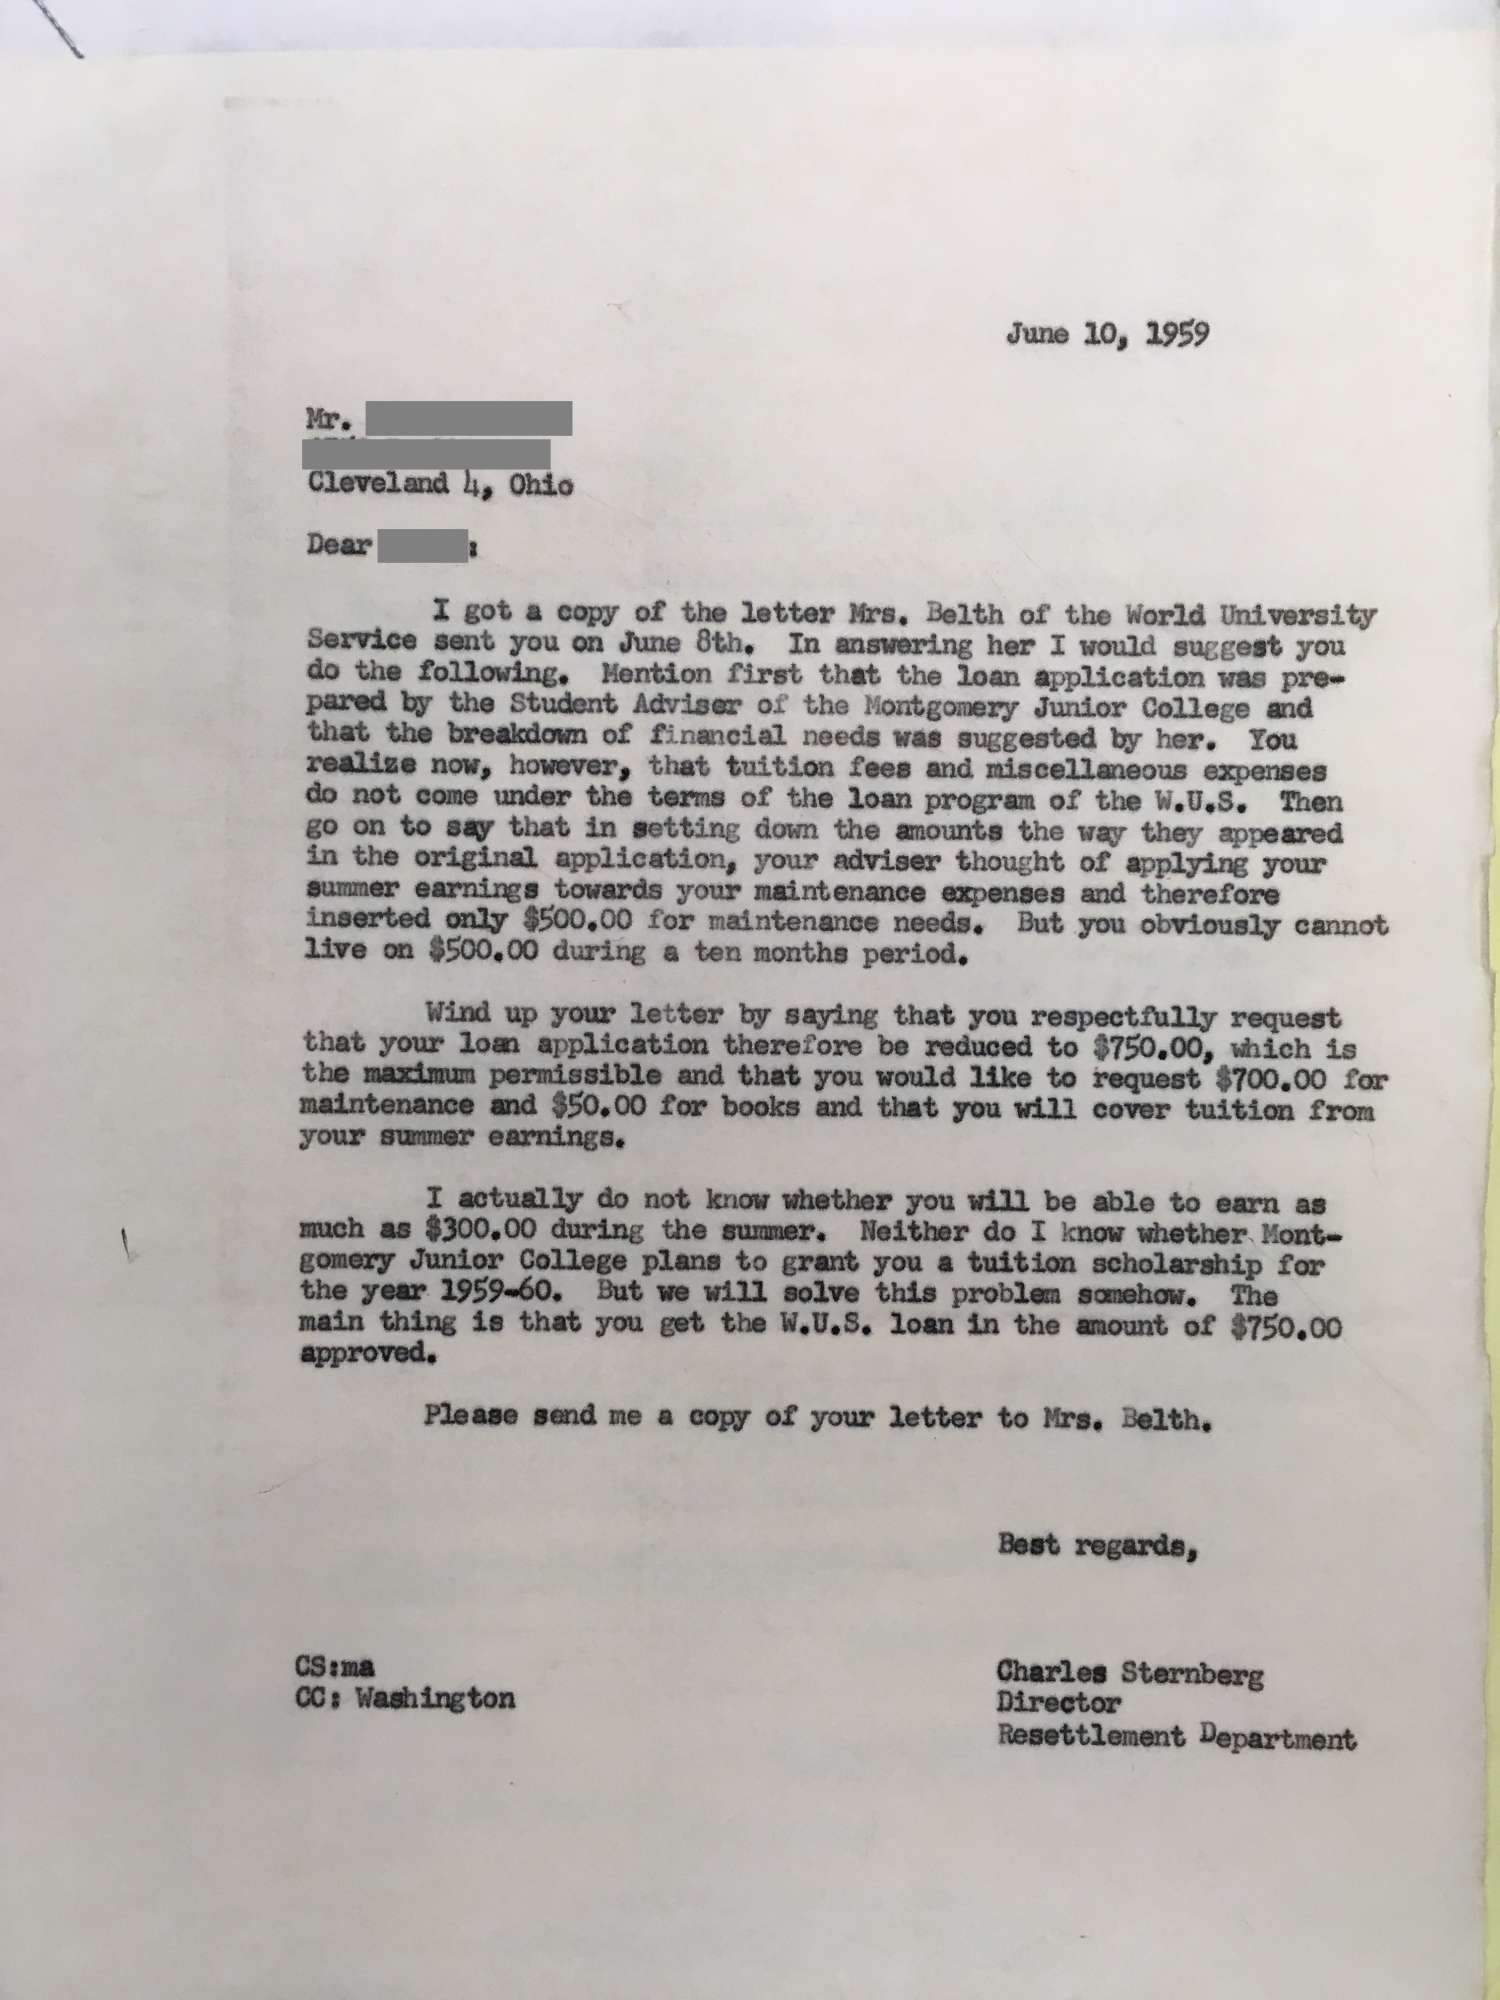 June 10, 1959
Mr.
Cleveland 4, Ohio
Dear :
I got a copy of the letter Mrs. Belth of the World University
Service sent you on June 8th. In answering her I would suggest you
do the following. Mention first that the loan application was pre-
pared by the Student Adviser of the Montgomery Junior College and
that the breakdown of financial needs was suggested by her. You
realize now, however, that tuition fees and miscellaneous expenses
do not come under the terms of the loan program of the W.U.S. Then
go on to say that in setting down the amounts the way they appeared
in the original application, your adviser thought of applying your
summer earnings towards your maintenance expenses and therefore
inserted only $500.00 for maintenance needs. But you obviously cannot
live on $500.00 during a ten months period.
Wind up your letter by saying that you respectfully request
that your loan application therefore be reduced to $750.00, which is
the maximum permissible and that you would like to request $700.00 for
maintenance and $50.00 for books and that you will cover tuition from
your summer earnings.
I actually do not know whether you will be able to earn as
much as $300.00 during the summer. Neither do I know whether Mont-
gomery Junior College plans to grant you a tuition scholarship for
the year 1959-60. But we will solve this problem somehow. The
main thing is that you get the W.U.S. loan in the amount of $750.00
approved.
Please send me a copy of your letter to Mrs. Belth.
Best regards,
CS:ma
CC: Washington
Charles Sternberg
Director
Resettlement Department